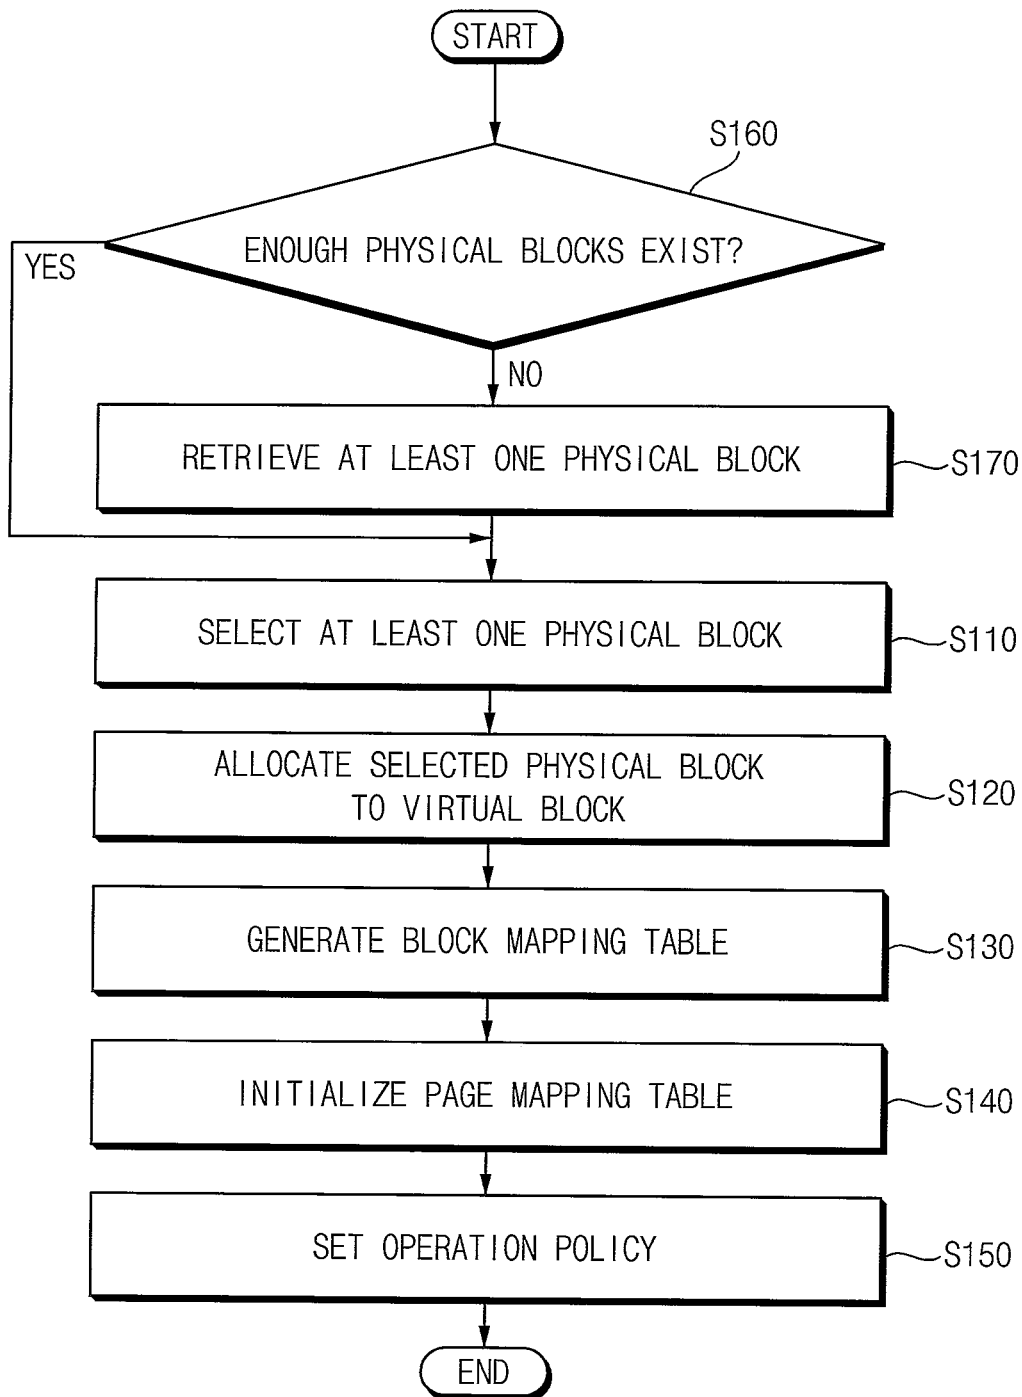 START
S160
ENOUGH PHYSICAL BLOCKS EXIST?
YES
NO
RETRIEVE AT LEAST ONE PHYSICAL BLOCK
S170
SELECT AT LEAST ONE PHYSICAL BLOCK
S110
ALLOCATE SELECTED PHYSICAL BLOCK
TO VIRTUAL BLOCK
S120
GENERATE BLOCK MAPPING TABLE
S130
INITIALIZE PAGE MAPPING TABLE
S140
SET OPERATION POLICY
S150
END